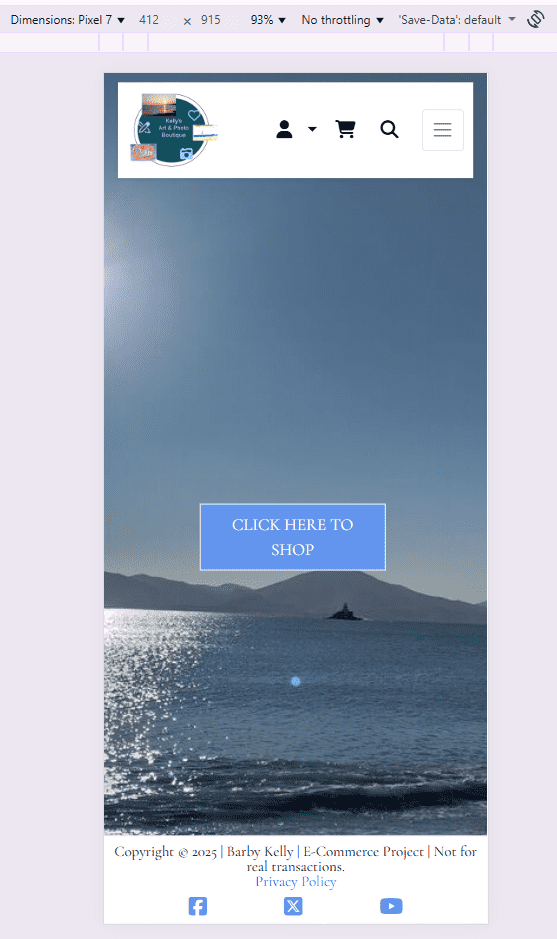 Dimensions: Pixel 7 ▼ 412 × 915 93% ▼ No throttling ▼ 'Save-Data': default ▼
Kelly's
Art & Photo
Boutique
CLICK HERE TO
SHOP
Copyright © 2025 | Barby Kelly | E-Commerce Project | Not for
real transactions.
Privacy Policy